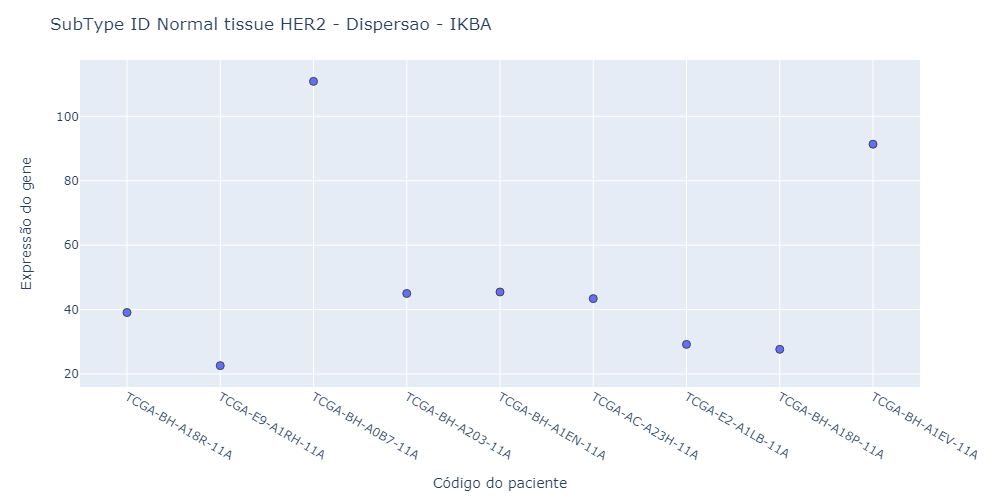 SubType ID Normal tissue HER2 - Dispersao - IKBA
Expressão do gene
100
80
60
40
20
TCGA-BH-A18R-11A
TCGA-E9-A1RH-11A
TCGA-BH-A0B7-11A
TCGA-BH-A203-11A
TCGA-BH-A1EN-11A
TCGA-AC-A23H-11A
TCGA-E2-A1LB-11A
TCGA-BH-A18P-11A
TCGA-BH-A1EV-11A
Código do paciente